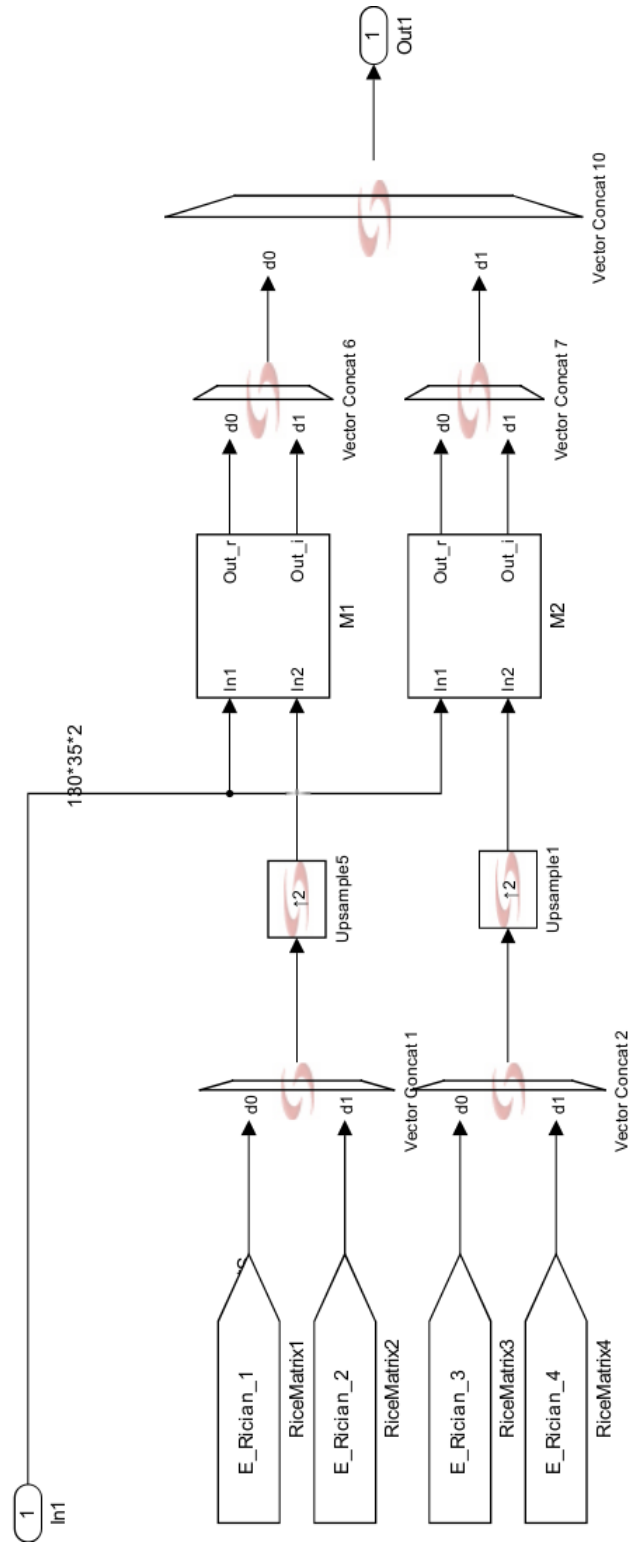 1
In1
130*35*2
E_Rician_1
RiceMatrix1
E_Rician_2
RiceMatrix2
d0
d1
Vector Concat 1
↑2
Upsample5
In1
In2
Out_r
Out_i
M1
d0
d1
Vector Concat 6
d0
E_Rician_3
RiceMatrix3
E_Rician_4
RiceMatrix4
d0
d1
Vector Concat 2
↑2
Upsample1
In1
In2
Out_r
Out_i
M2
d0
d1
Vector Concat 7
d1
Vector Concat 10
1
Out1